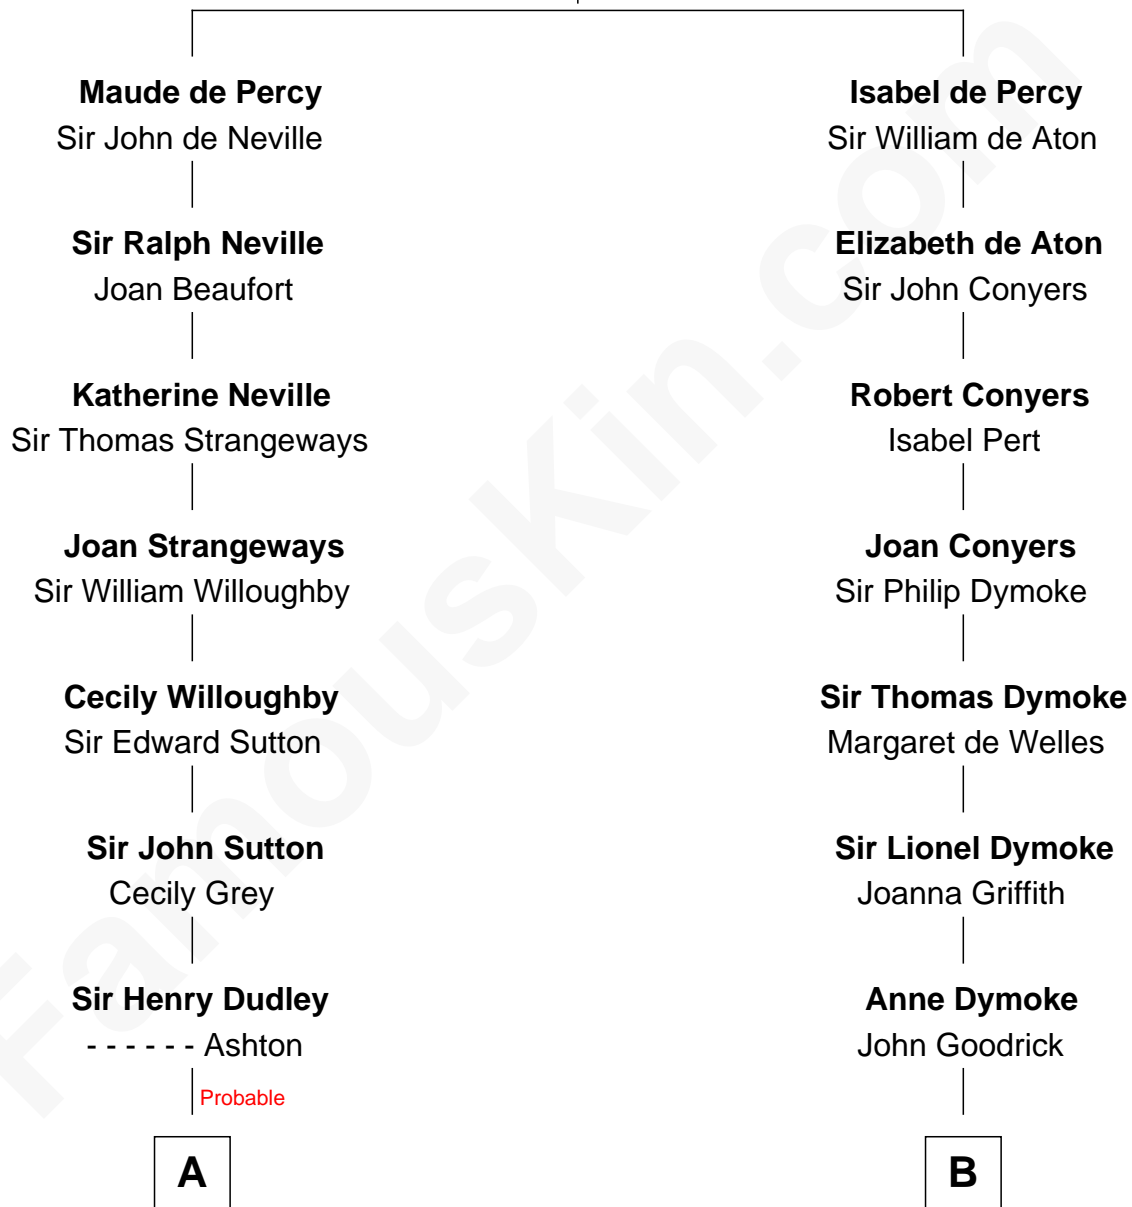 Maude de Percy
Sir John de Neville
Isabel de Percy
Sir William de Aton
Sir Ralph Neville
Joan Beaufort
Elizabeth de Aton
Sir John Conyers
Katherine Neville
Sir Thomas Strangeways
Robert Conyers
Isabel Pert
Joan Strangeways
Sir William Willoughby
Joan Conyers
Sir Philip Dymoke
Cecily Willoughby
Sir Edward Sutton
Sir Thomas Dymoke
Margaret de Welles
Sir John Sutton
Cecily Grey
Sir Lionel Dymoke
Joanna Griffith
Sir Henry Dudley
- - - - - - Ashton
Anne Dymoke
John Goodrick
Probable
A
B
FamousKin.com